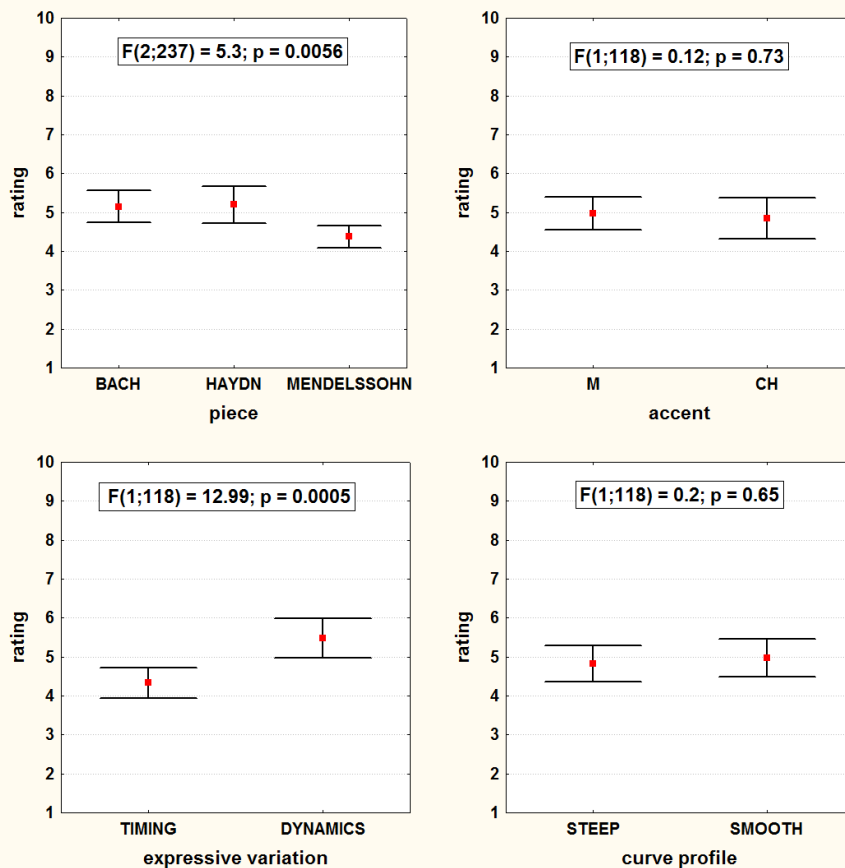 10
F(2;237) = 5.3; p = 0.0056
9
8
7
6
5
4
3
2
1
rating
BACH HAYDN MENDELSSOHN
piece
10
F(1;118) = 0.12; p = 0.73
9
8
7
6
5
4
3
2
1
rating
M CH
accent
10
F(1;118) = 12.99; p = 0.0005
9
8
7
6
5
4
3
2
1
rating
TIMING DYNAMICS
expressive variation
10
F(1;118) = 0.2; p = 0.65
9
8
7
6
5
4
3
2
1
rating
STEEP SMOOTH
curve profile